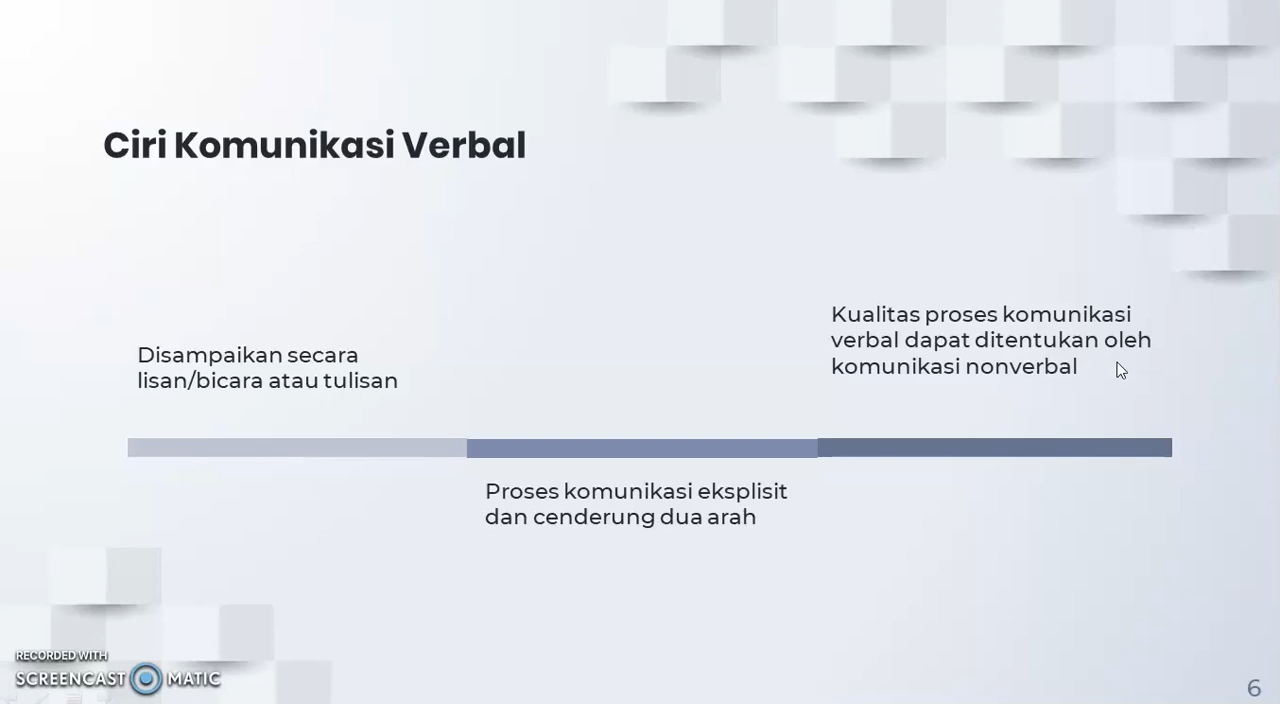 Ciri Komunikasi Verbal
Disampaikan secara
lisan/bicara atau tulisan
Proses komunikasi eksplisit
dan cenderung dua arah
Kualitas proses komunikasi
verbal dapat ditentukan oleh
komunikasi nonverbal
RECORDED WITH
SCREENCAST MATIC
6